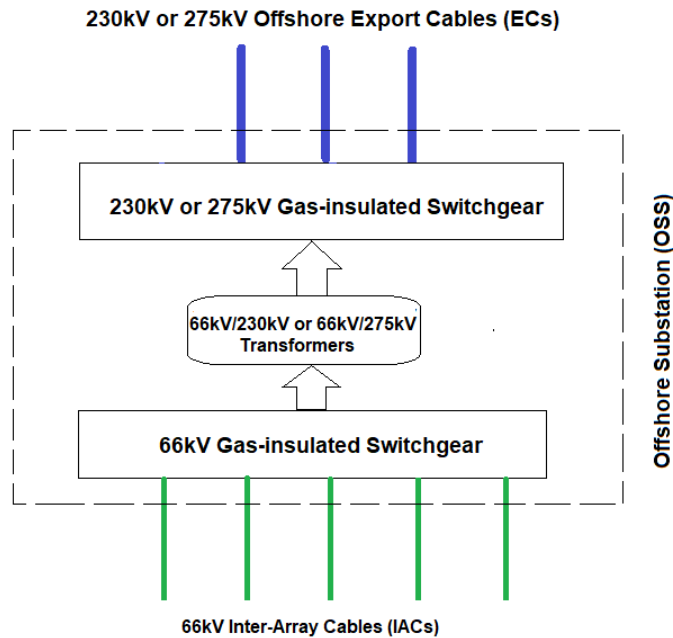 230kV or 275kV Offshore Export Cables (ECs)
230kV or 275kV Gas-insulated Switchgear
66kV/230kV or 66kV/275kV
Transformers
66kV Gas-insulated Switchgear
Offshore Substation (OSS)
66kV Inter-Array Cables (IACs)